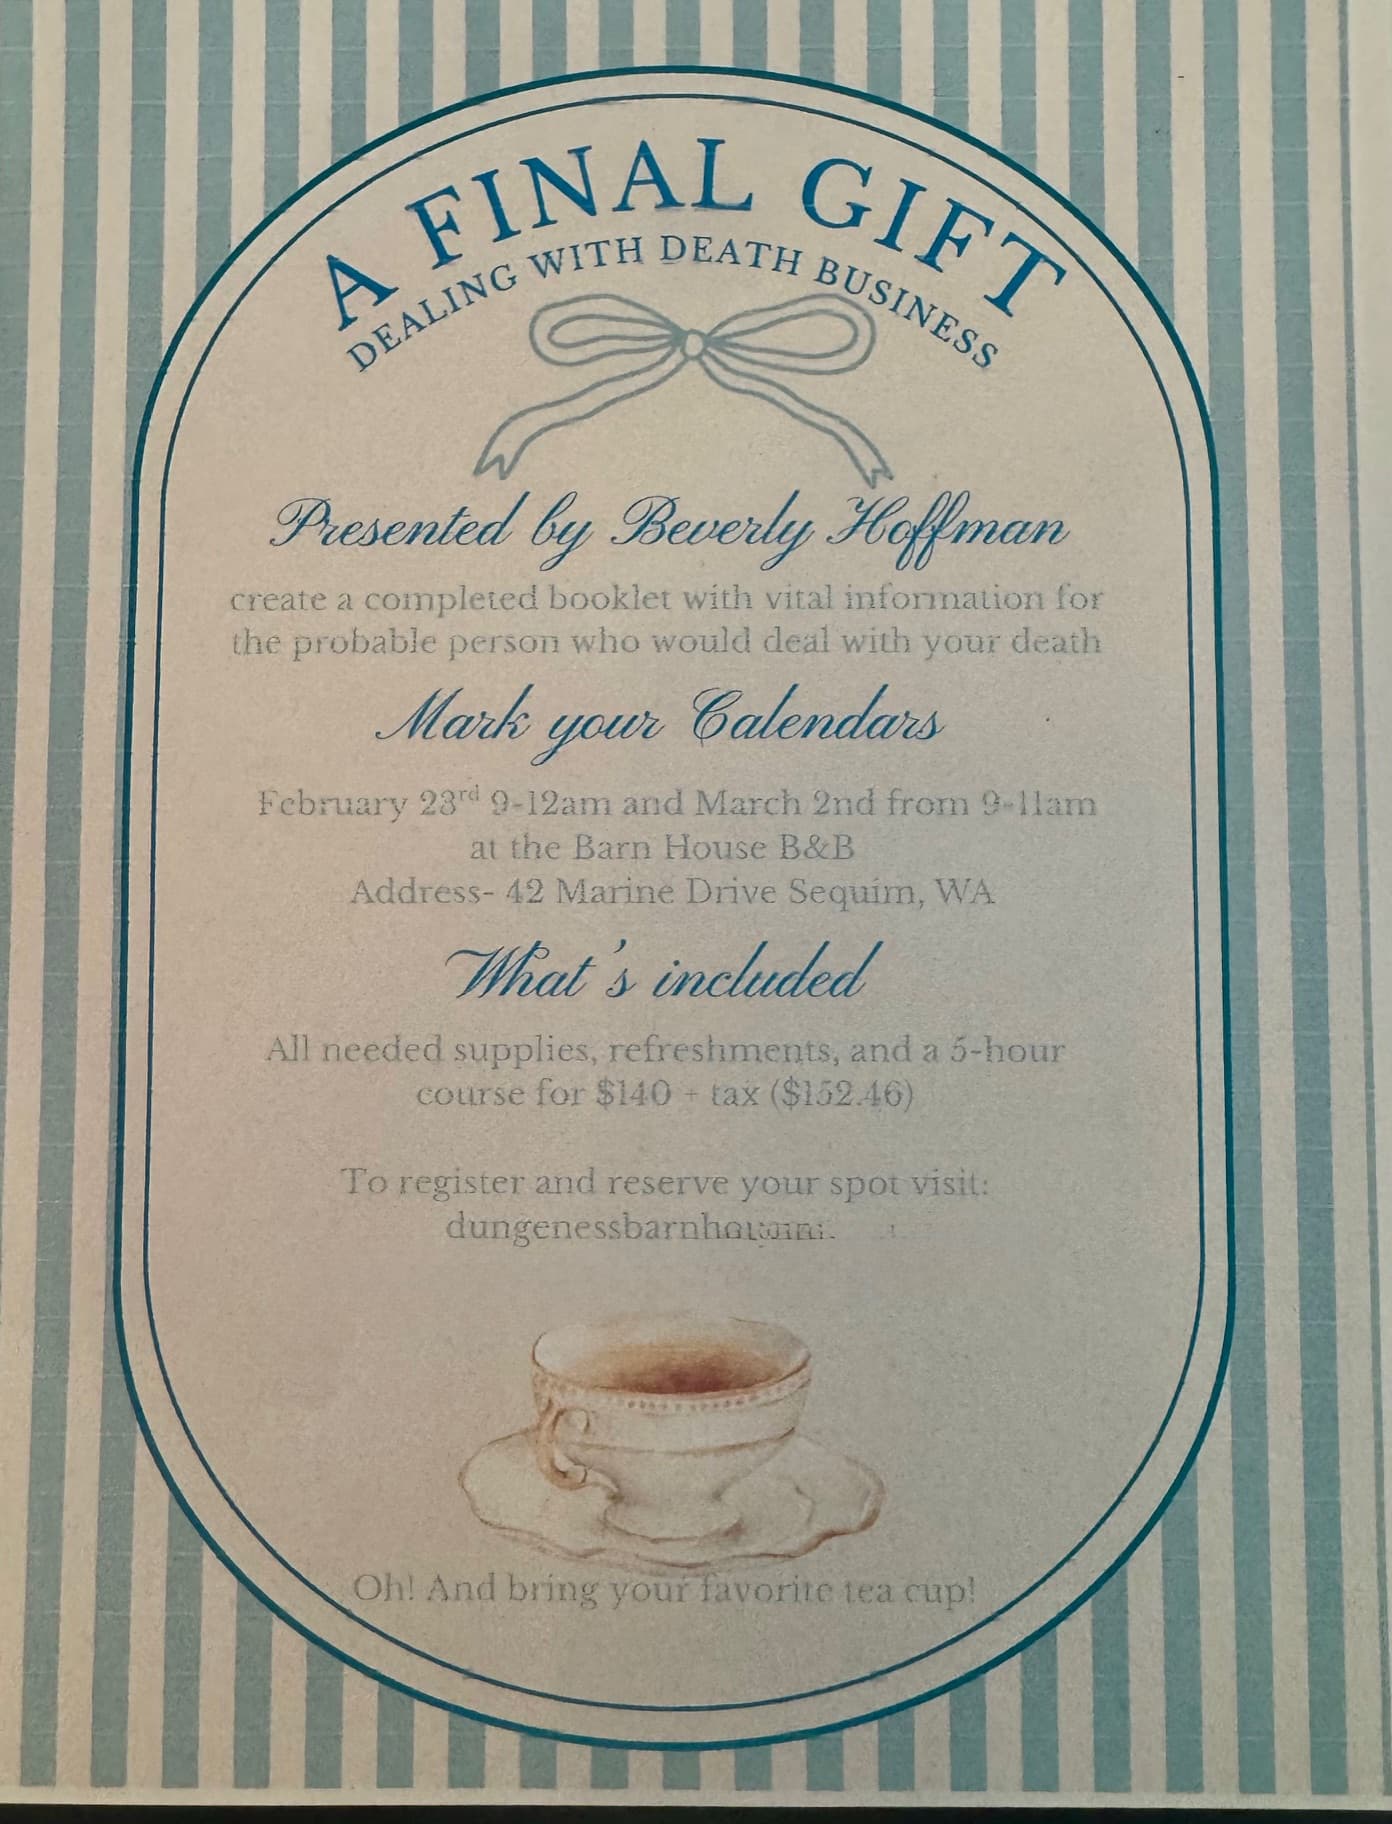 A FINAL GIFT
DEALING WITH DEATH BUSINESS
Presented by Beverly Hoffman
create a completed booklet with vital information for
the probable person who would deal with your death
Mark your Calendars
February 23rd 9-12am and March 2nd from 9-11am
at the Barn House B&B
Address- 42 Marine Drive Sequim, WA
What's included
All needed supplies, refreshments, and a 5-hour
course for $140 + tax ($152.46)
To register and reserve your spot visit:
Oh! And bring your favorite tea cup!